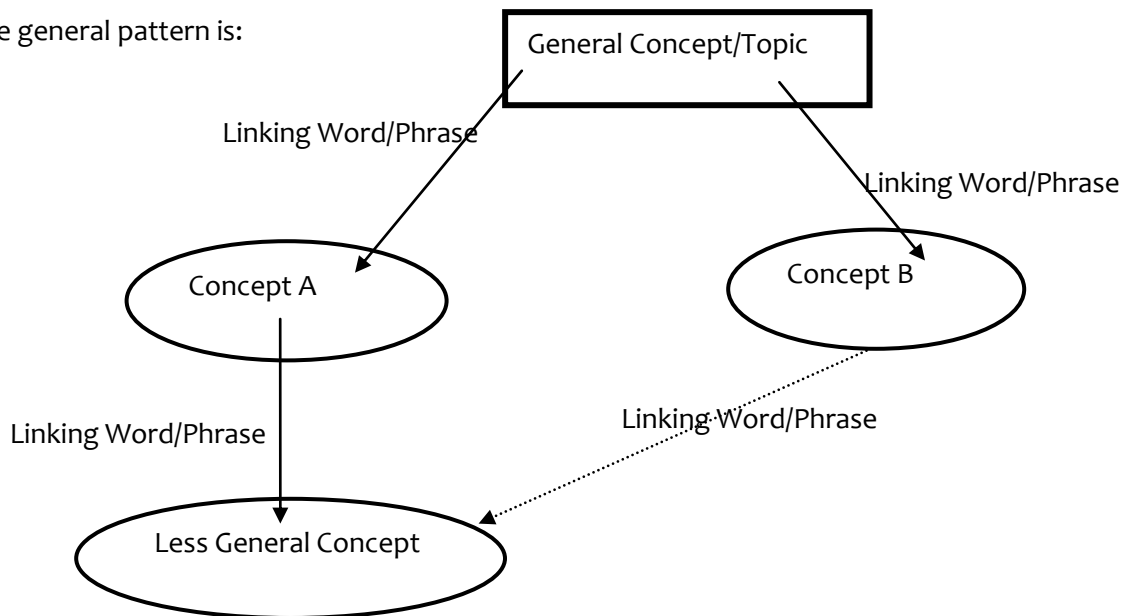 e general pattern is:
General Concept/Topic
Linking Word/Phrase
Linking Word/Phrase
Concept A
Concept B
Linking Word/Phrase
Linking Word/Phrase
Less General Concept